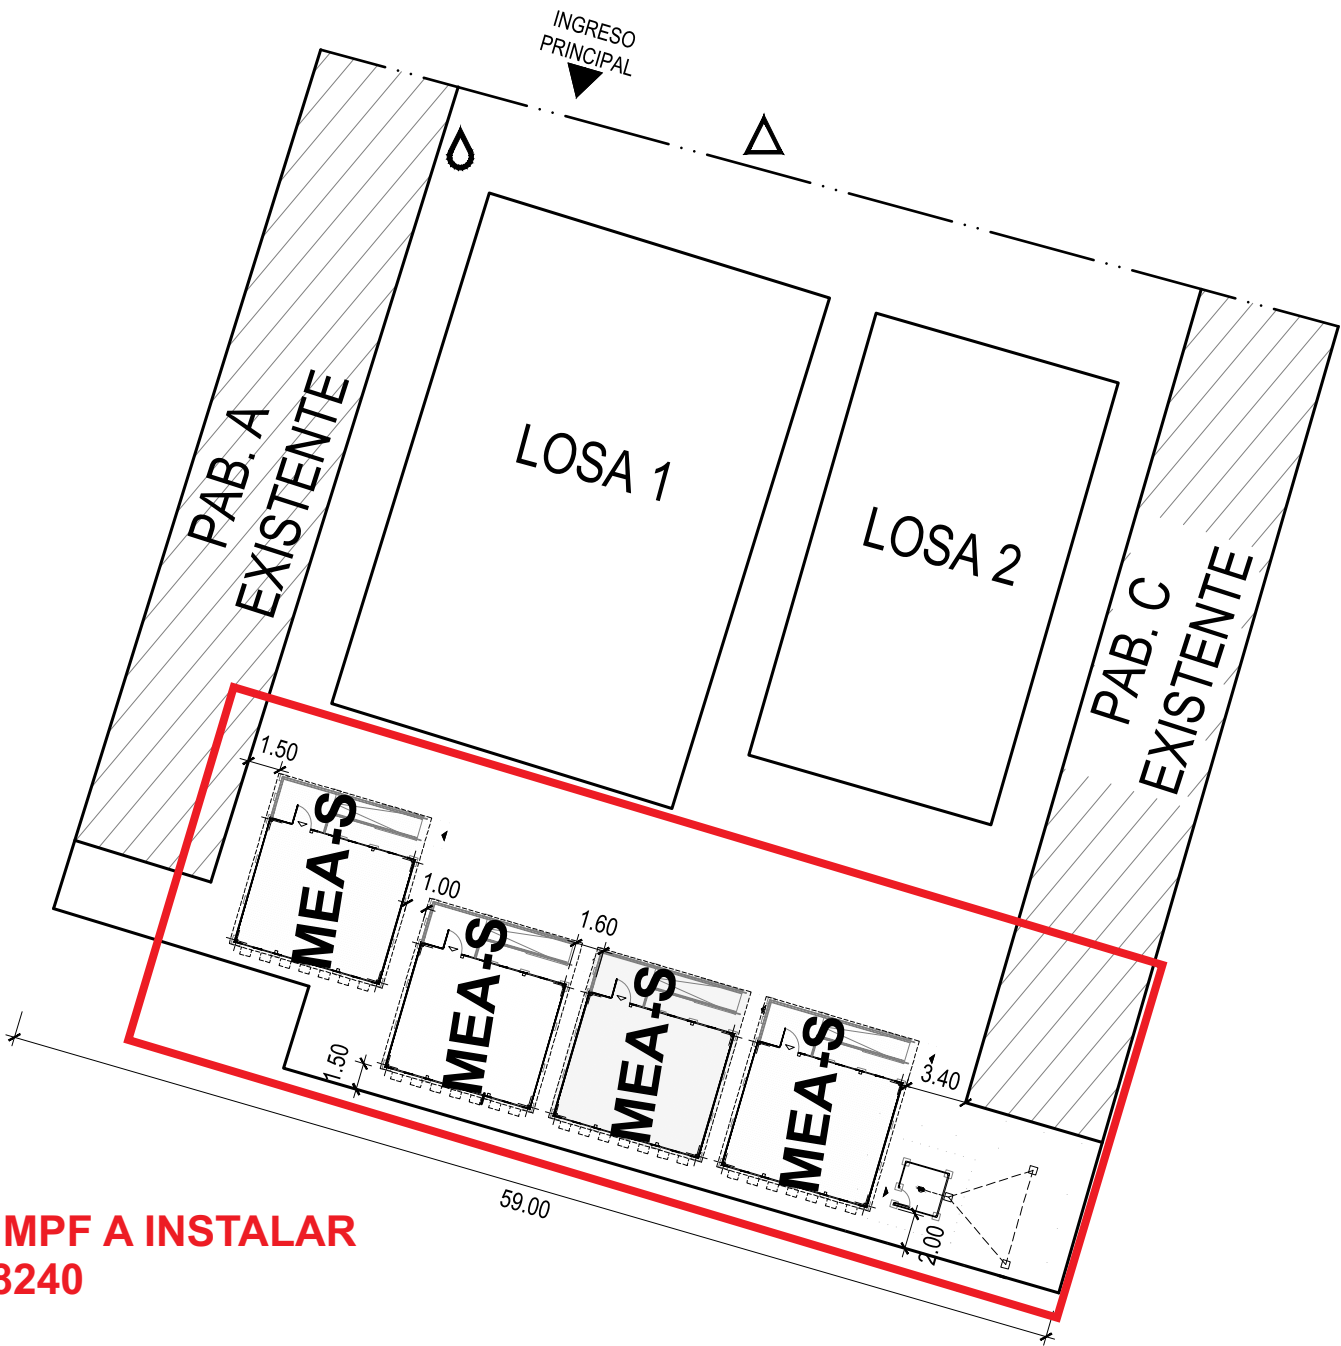 INGRESO
PRINCIPAL
PAB. A
EXISTENTE
LOSA 1
LOSA 2
PAB. C
EXISTENTE
1.50
MEA-S
1.00
MEA-S
1.60
MEA-S
MEA-S
3.40
1.50
2.00
59.00
MPF A INSTALAR
3240